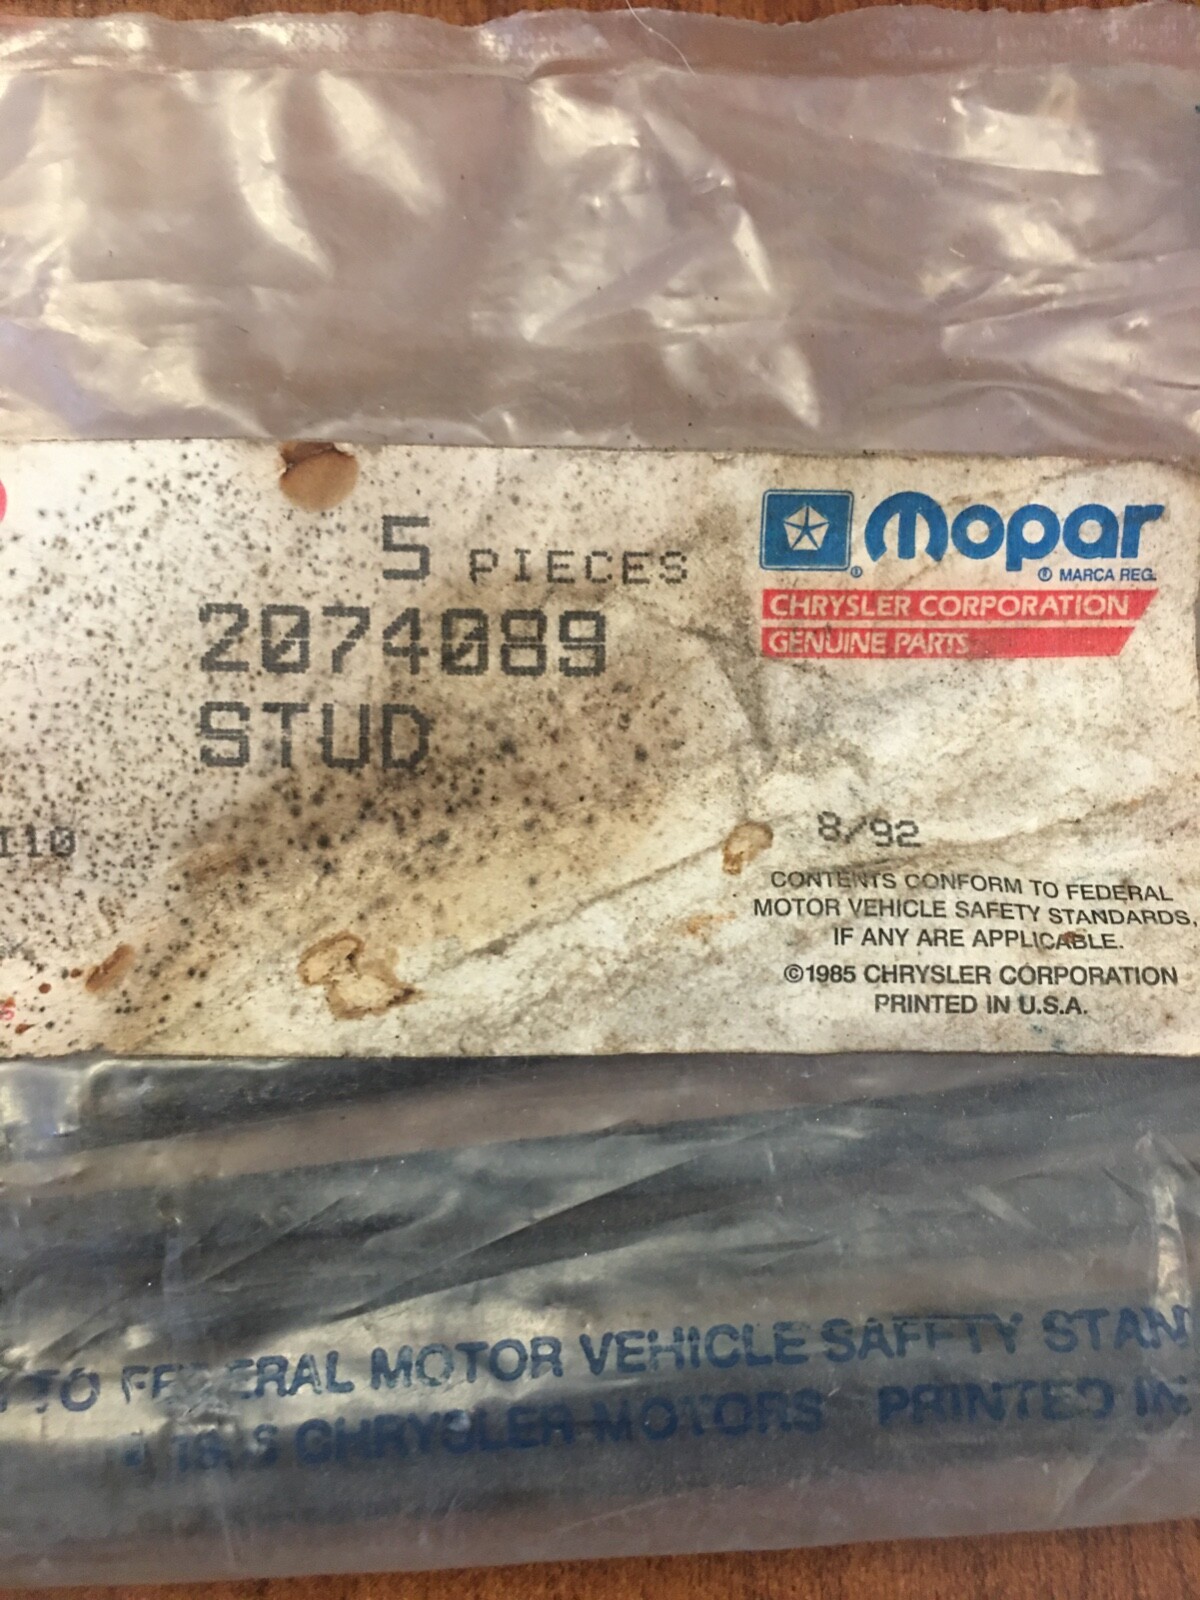 5 PIECES
2074089
STUD
110
Mopar
® MARCA REG.
CHRYSLER CORPORATION
GENUINE PARTS
8/92
CONTENTS CONFORM TO FEDERAL
MOTOR VEHICLE SAFETY STANDARDS,
IF ANY ARE APPLICABLE.
©1985 CHRYSLER CORPORATION
PRINTED IN U.S.A.
TO FEDERAL MOTOR VEHICLE SAFETY STAN
CHRYSLER MOTORS PRINTED IN